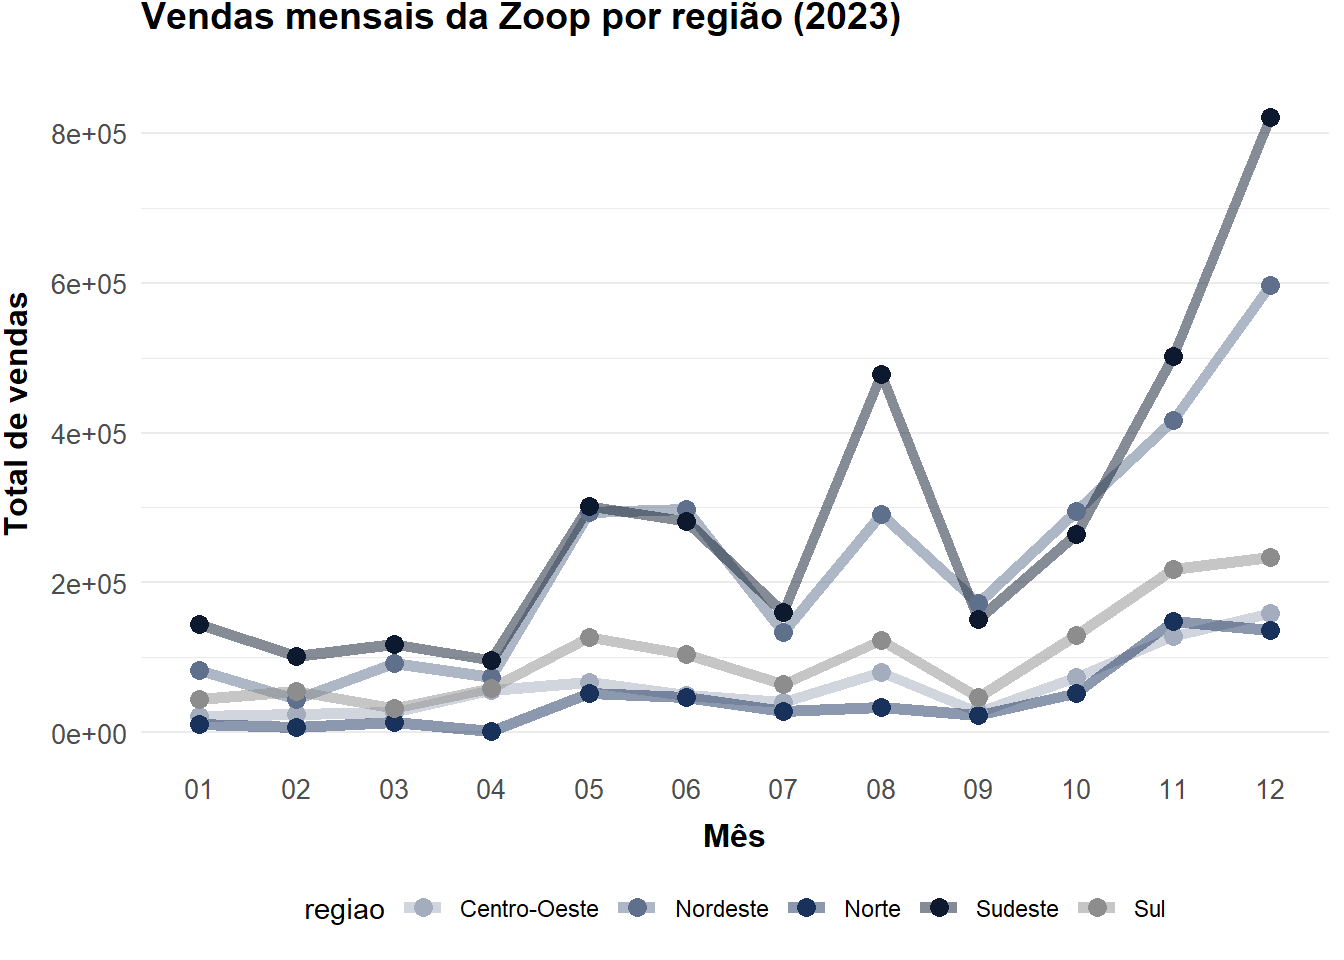 Vendas mensais da Zoop por região (2023)
Total de vendas
8e+05
6e+05
4e+05
2e+05
0e+00
01 02 03 04 05 06 07 08 09 10 11 12
Mês
regiao Centro-Oeste Nordeste Norte Sudeste Sul